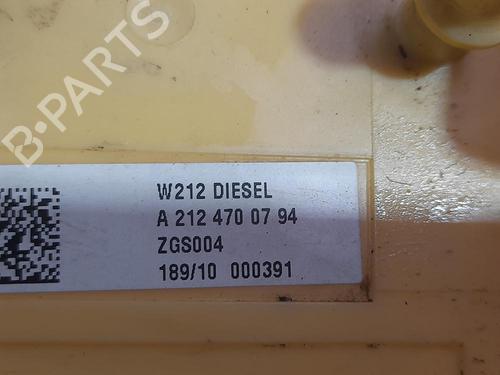 B-PARTS
W212 DIESEL
A 212 470 07 94
ZGS004
189/10 000391